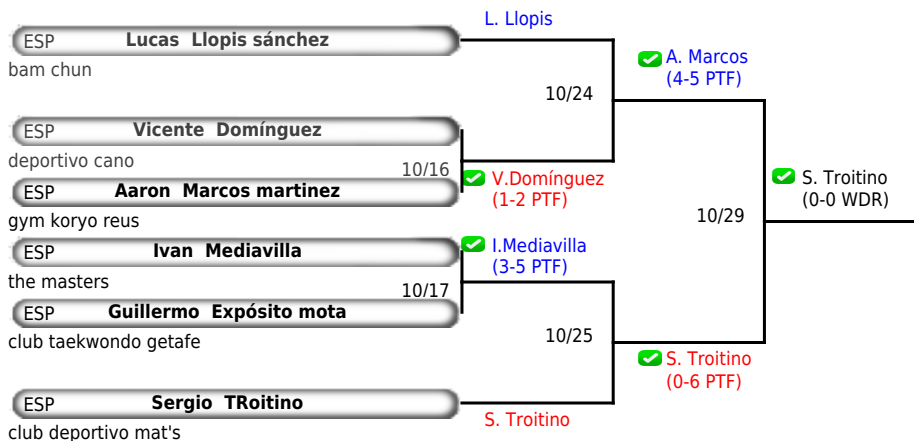 L. Llopis
ESP Lucas Llopis sánchez
bam chun
A. Marcos
(4-5 PTF)
10/24
ESP Vicente Domínguez
deportivo cano
10/16
V.Domínguez
(1-2 PTF)
ESP Aaron Marcos martinez
gym koryo reus
S. Troitino
(0-0 WDR)
10/29
ESP Ivan Mediavilla
the masters
I.Mediavilla
(3-5 PTF)
10/17
ESP Guillermo Expósito mota
club taekwondo getafe
10/25
S. Troitino
(0-6 PTF)
ESP Sergio TRoitino
club deportivo mat's
S. Troitino